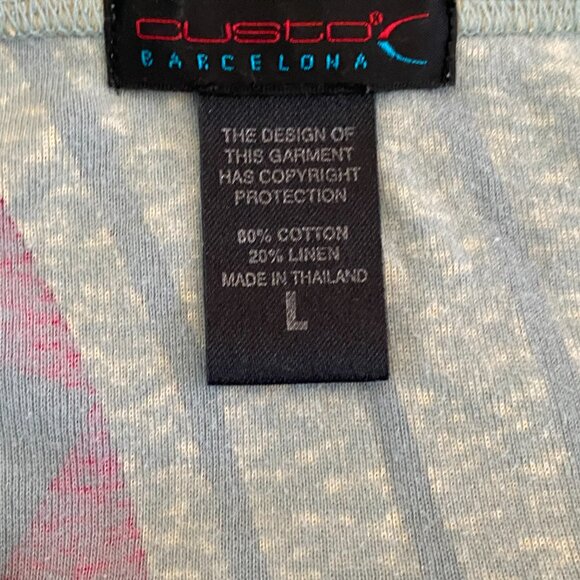 custo®
BARCELONA
THE DESIGN OF
THIS GARMENT
HAS COPYRIGHT
PROTECTION
80% COTTON
20% LINEN
MADE IN THAILAND
L